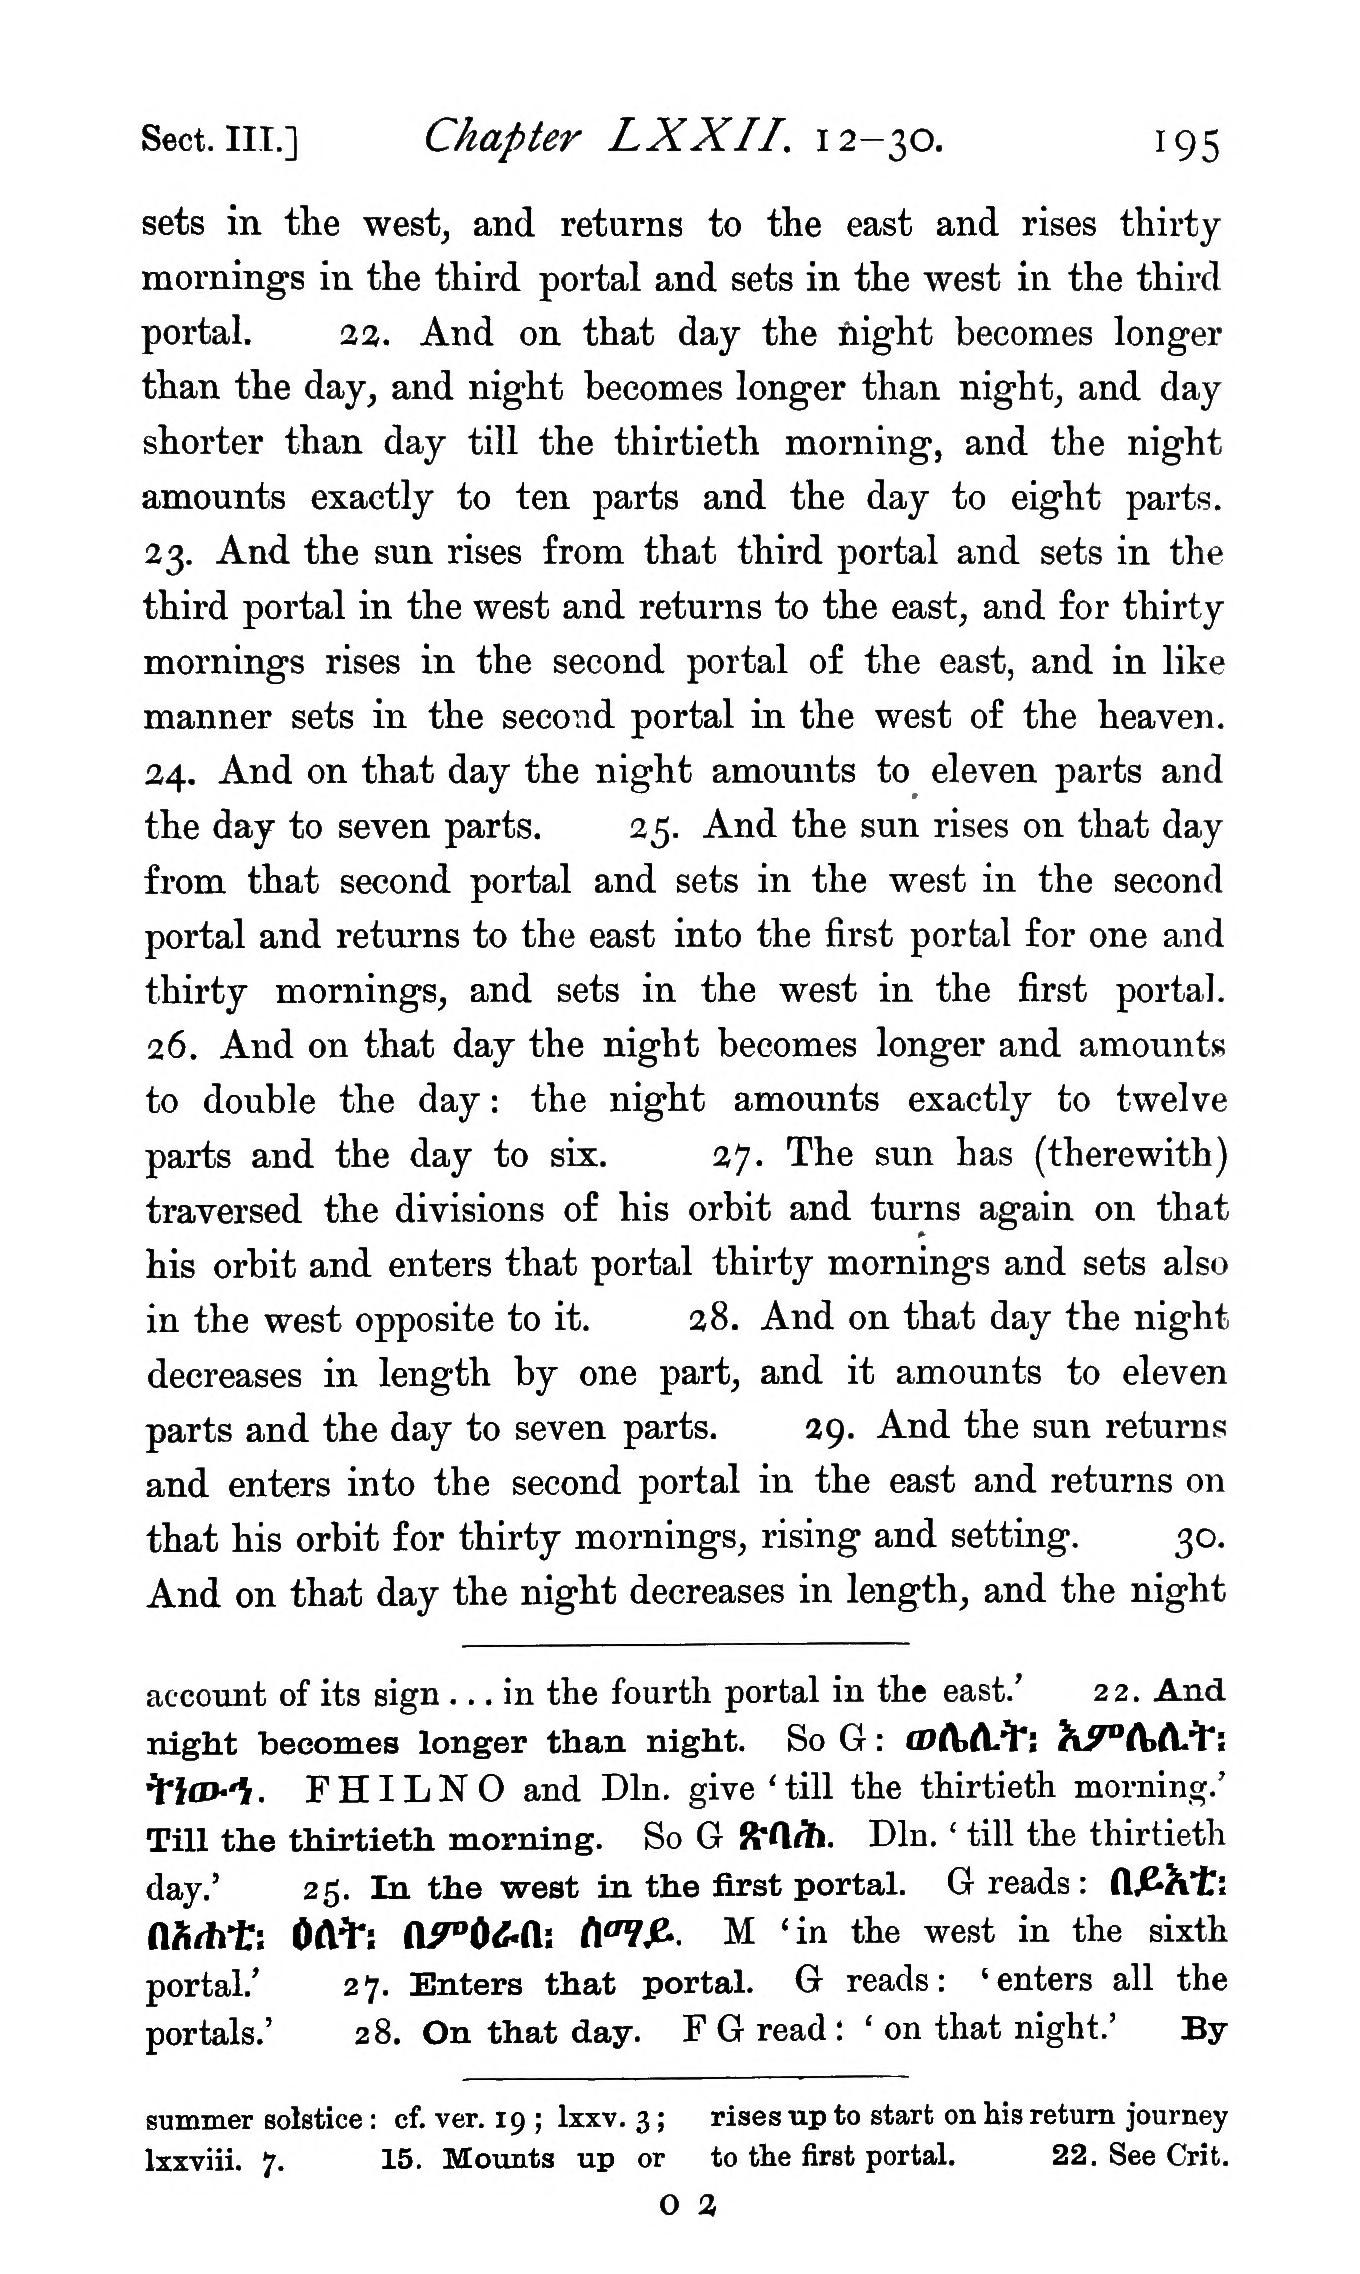 Sect. III.] Chapter LXXII. 12–30. 195
sets in the west, and returns to the east and rises thirty
mornings in the third portal and sets in the west in the third
portal. 22. And on that day the night becomes longer
than the day, and night becomes longer than night, and day
shorter than day till the thirtieth morning, and the night
amounts exactly to ten parts and the day to eight parts.
23. And the sun rises from that third portal and sets in the
third portal in the west and returns to the east, and for thirty
mornings rises in the second portal of the east, and in like
manner sets in the second portal in the west of the heaven.
24. And on that day the night amounts to eleven parts and
the day to seven parts. 25. And the sun rises on that day
from that second portal and sets in the west in the second
portal and returns to the east into the first portal for one and
thirty mornings, and sets in the west in the first portal.
26. And on that day the night becomes longer and amounts
to double the day : the night amounts exactly to twelve
parts and the day to six. 27. The sun has (therewith)
traversed the divisions of his orbit and turns again on that
his orbit and enters that portal thirty mornings and sets also
in the west opposite to it. 28. And on that day the night
decreases in length by one part, and it amounts to eleven
parts and the day to seven parts. 29. And the sun returns
and enters into the second portal in the east and returns on
that his orbit for thirty mornings, rising and setting. 30.
And on that day the night decreases in length, and the night
account of its sign ... in the fourth portal in the east.’ 22. And
night becomes longer than night. So G : ወሌሊት፡ እምሌሊት፡
ትነውኅ. F H I L N O and Dln. give ‘till the thirtieth morning.’
Till the thirtieth morning. So G ጽባሕ. Dln. ‘till the thirtieth
day.’ 25. In the west in the first portal. G reads : በይእቲ፡
በአሐቲ፡ ዕለት፡ በምዕራብ፡ ሰማይ. M ‘in the west in the sixth
portal.’ 27. Enters that portal. G reads : ‘enters all the
portals.’ 28. On that day. F G read : ‘on that night.’ By
summer solstice : cf. ver. 19 ; lxxv. 3 ; rises up to start on his return journey
lxxviii. 7. 15. Mounts up or to the first portal. 22. See Crit.
O 2